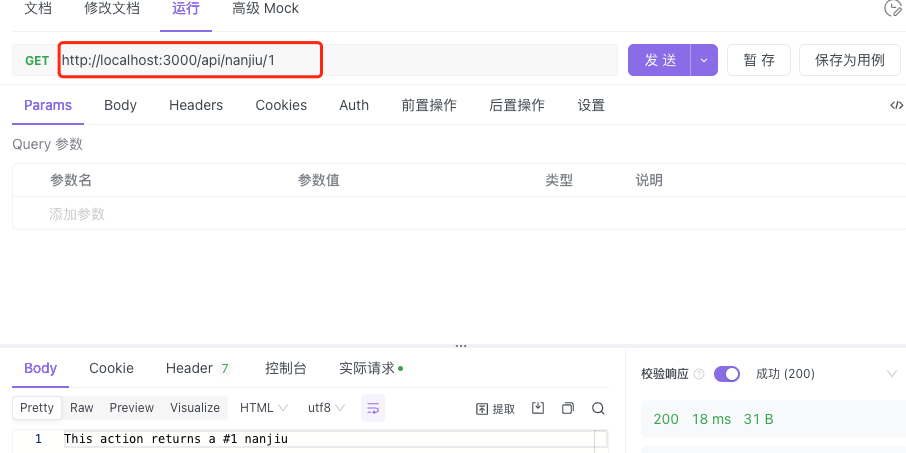 文档 修改文档 运行 高级 Mock
GET http://localhost:3000/api/nanjiu/1 发 送 暂 存 保存为用例
Params Body Headers Cookies Auth 前置操作 后置操作 设置 </>
Query 参数
参数名 参数值 类型 说明
添加参数
Body Cookie Header 7 控制台 实际请求 校验响应 ? 成功 (200)
Pretty Raw Preview Visualize HTML utf8 提取
200 18 ms 31 B
1 This action returns a #1 nanjiu